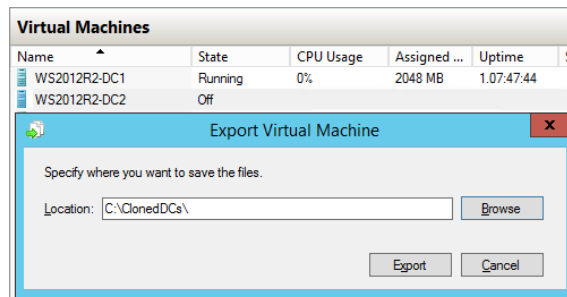 Virtual Machines
Name State CPU Usage Assigned ... Uptime
WS2012R2-DC1 Running 0% 2048 MB 1.07:47:44
WS2012R2-DC2 Off
Export Virtual Machine x
Specify where you want to save the files.
Location: C:\ClonedDCs\ Browse
Export Cancel